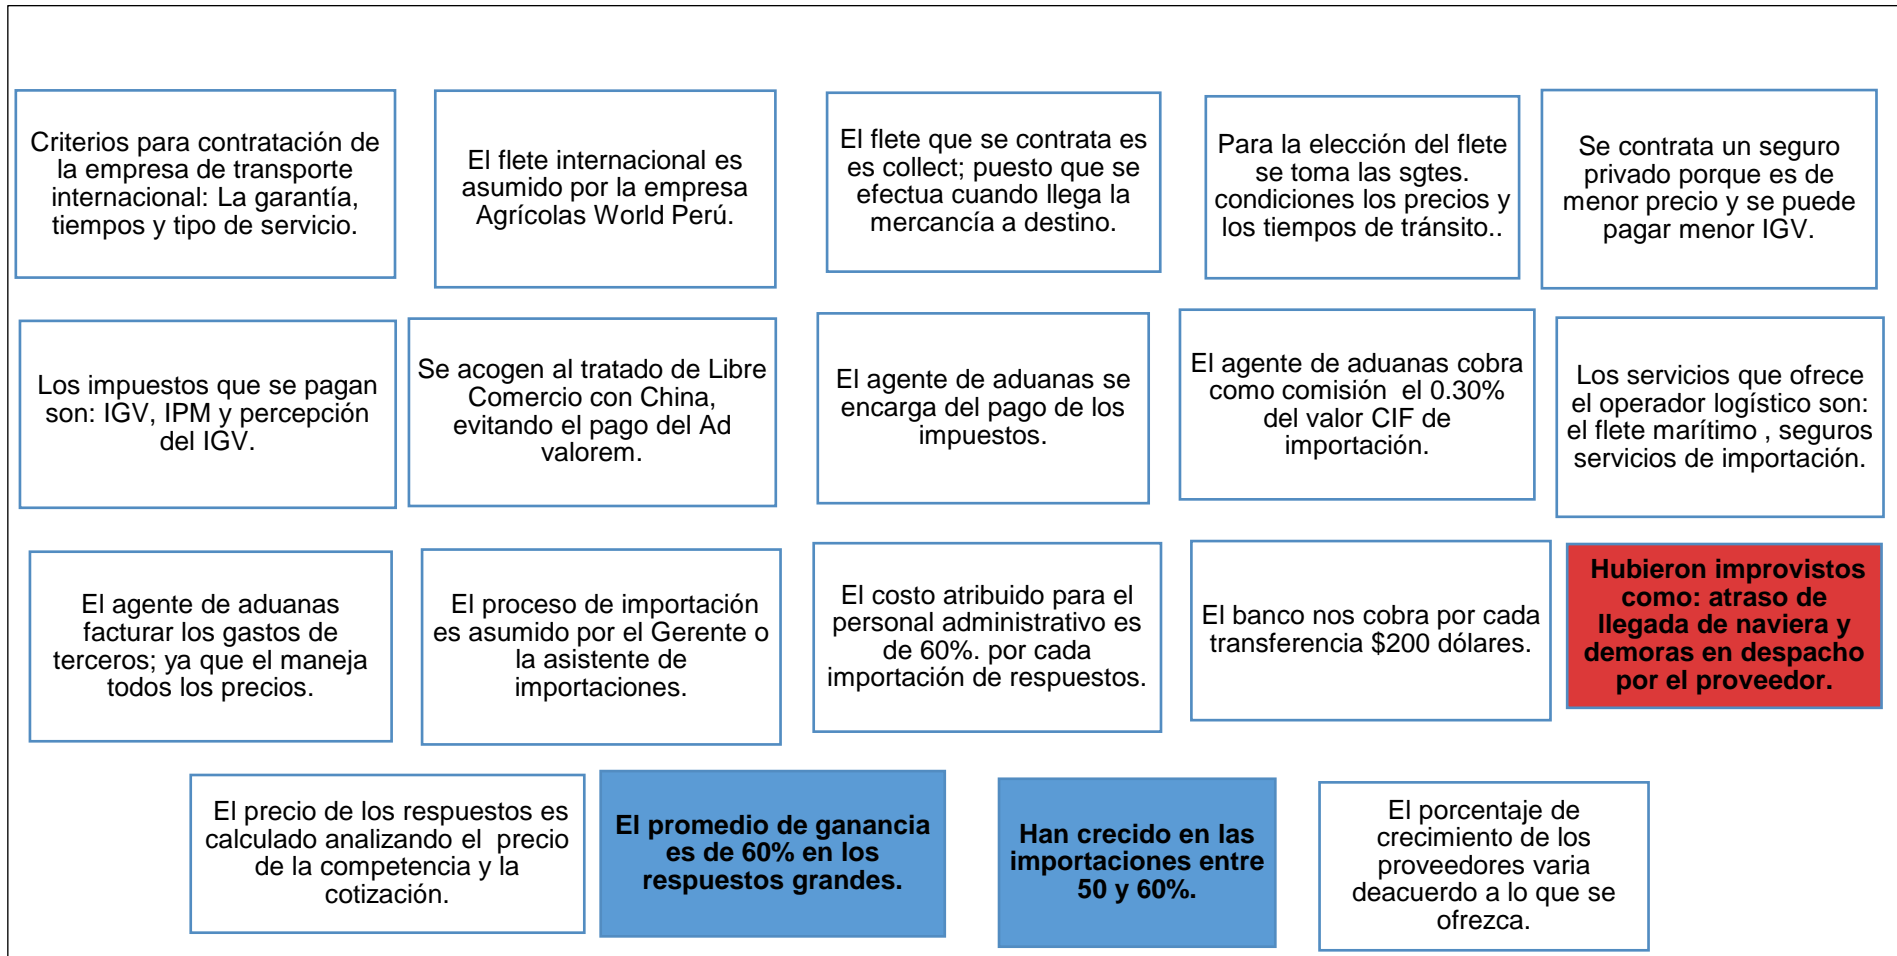 Criterios para contratación de
la empresa de transporte
internacional: La garantía,
tiempos y tipo de servicio.
El flete internacional es
asumido por la empresa
Agrícolas World Perú.
El flete que se contrata es
es collect; puesto que se
efectua cuando llega la
mercancía a destino.
Para la elección del flete
se toma las sgtes.
condiciones los precios y
los tiempos de tránsito..
Se contrata un seguro
privado porque es de
menor precio y se puede
pagar menor IGV.
Los impuestos que se pagan
son: IGV, IPM y percepción
del IGV.
Se acogen al tratado de Libre
Comercio con China,
evitando el pago del Ad
valorem.
El agente de aduanas se
encarga del pago de los
impuestos.
El agente de aduanas cobra
como comisión el 0.30%
del valor CIF de
importación.
Los servicios que ofrece
el operador logístico son:
el flete marítimo , seguros
servicios de importación.
El agente de aduanas
facturar los gastos de
terceros; ya que el maneja
todos los precios.
El proceso de importación
es asumido por el Gerente o
la asistente de
importaciones.
El costo atribuido para el
personal administrativo es
de 60%. por cada
importación de respuestos.
El banco nos cobra por cada
transferencia $200 dólares.
Hubieron improvistos
como: atraso de
llegada de naviera y
demoras en despacho
por el proveedor.
El precio de los respuestos es
calculado analizando el precio
de la competencia y la
cotización.
El promedio de ganancia
es de 60% en los
respuestos grandes.
Han crecido en las
importaciones entre
50 y 60%.
El porcentaje de
crecimiento de los
proveedores varia
deacuerdo a lo que se
ofrezca.